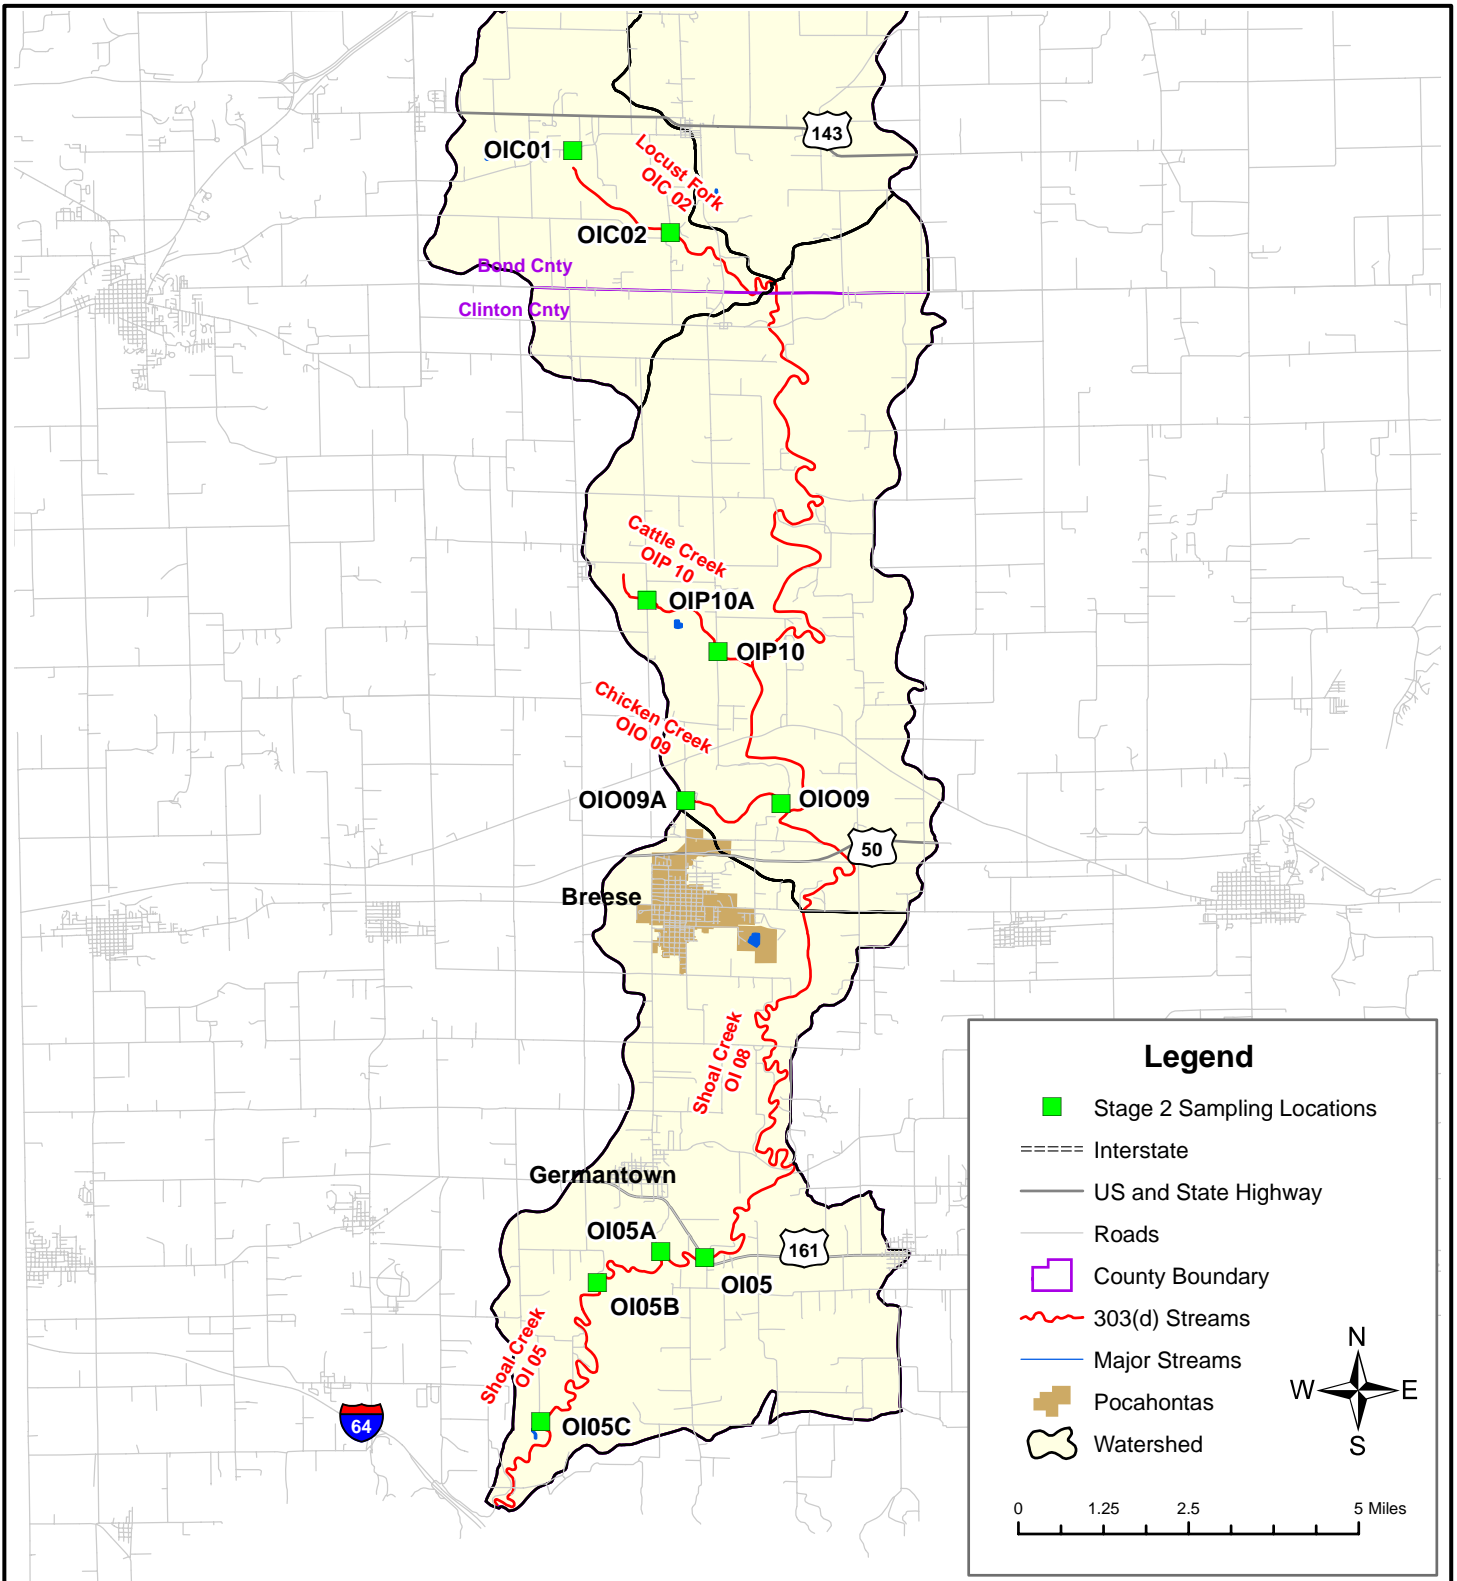 143
OIC01
Locust Fork
OIC 02
OIC02
Bond Cnty
Clinton Cnty
Cattle Creek
OIP 10
OIP10A
OIP10
Chicken Creek
OIO 09
OIO09A
OIO09
50
Breese
Shoal Creek
OI 08
Germantown
OI05A
161
OI05
OI05B
Shoal Creek
OI 05
64
OI05C
Legend
Stage 2 Sampling Locations
Interstate
US and State Highway
Roads
County Boundary
303(d) Streams
Major Streams
Pocahontas
Watershed
N
W E
S
0 1.25 2.5 5 Miles